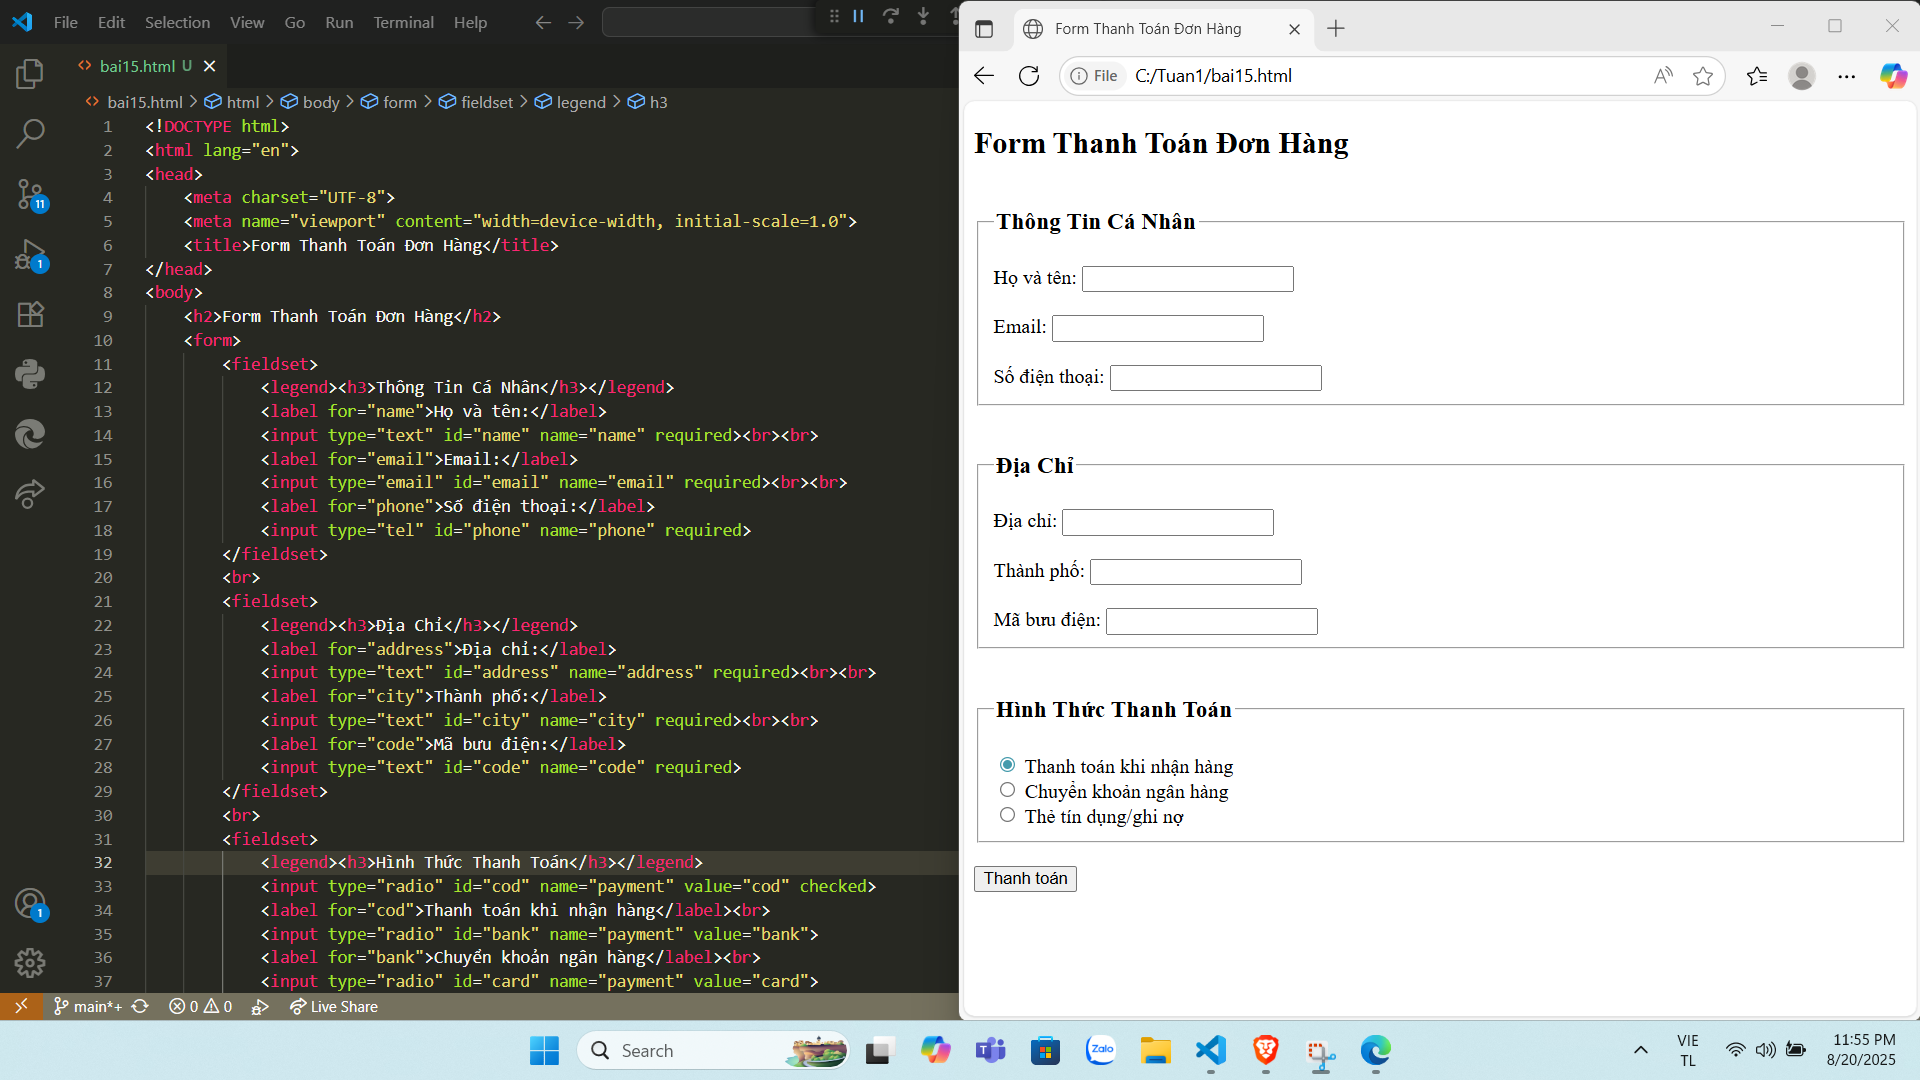 File Edit Selection View Go Run Terminal Help
bai15.html U
bai15.html > html > body > form > fieldset > legend > h3
1 <!DOCTYPE html>
2 <html lang="en">
3 <head>
4 <meta charset="UTF-8">
5 <meta name="viewport" content="width=device-width, initial-scale=1.0">
6 <title>Form Thanh Toán Đơn Hàng</title>
7 </head>
8 <body>
9 <h2>Form Thanh Toán Đơn Hàng</h2>
10 <form>
11 <fieldset>
12 <legend><h3>Thông Tin Cá Nhân</h3></legend>
13 <label for="name">Họ và tên:</label>
14 <input type="text" id="name" name="name" required><br><br>
15 <label for="email">Email:</label>
16 <input type="email" id="email" name="email" required><br><br>
17 <label for="phone">Số điện thoại:</label>
18 <input type="tel" id="phone" name="phone" required>
19 </fieldset>
20 <br>
21 <fieldset>
22 <legend><h3>Địa Chỉ</h3></legend>
23 <label for="address">Địa chỉ:</label>
24 <input type="text" id="address" name="address" required><br><br>
25 <label for="city">Thành phố:</label>
26 <input type="text" id="city" name="city" required><br><br>
27 <label for="code">Mã bưu điện:</label>
28 <input type="text" id="code" name="code" required>
29 </fieldset>
30 <br>
31 <fieldset>
32 <legend><h3>Hình Thức Thanh Toán</h3></legend>
33 <input type="radio" id="cod" name="payment" value="cod" checked>
34 <label for="cod">Thanh toán khi nhận hàng</label><br>
35 <input type="radio" id="bank" name="payment" value="bank">
36 <label for="bank">Chuyển khoản ngân hàng</label><br>
37 <input type="radio" id="card" name="payment" value="card">
11
1
1
main*+ 0 0 Live Share
Form Thanh Toán Đơn Hàng
File C:/Tuan1/bai15.html
Form Thanh Toán Đơn Hàng
Thông Tin Cá Nhân
Họ và tên:
Email:
Số điện thoại:
Địa Chỉ
Địa chỉ:
Thành phố:
Mã bưu điện:
Hình Thức Thanh Toán
Thanh toán khi nhận hàng
Chuyển khoản ngân hàng
Thẻ tín dụng/ghi nợ
Thanh toán
Search
Zalo
VIE
TL
11:55 PM
8/20/2025